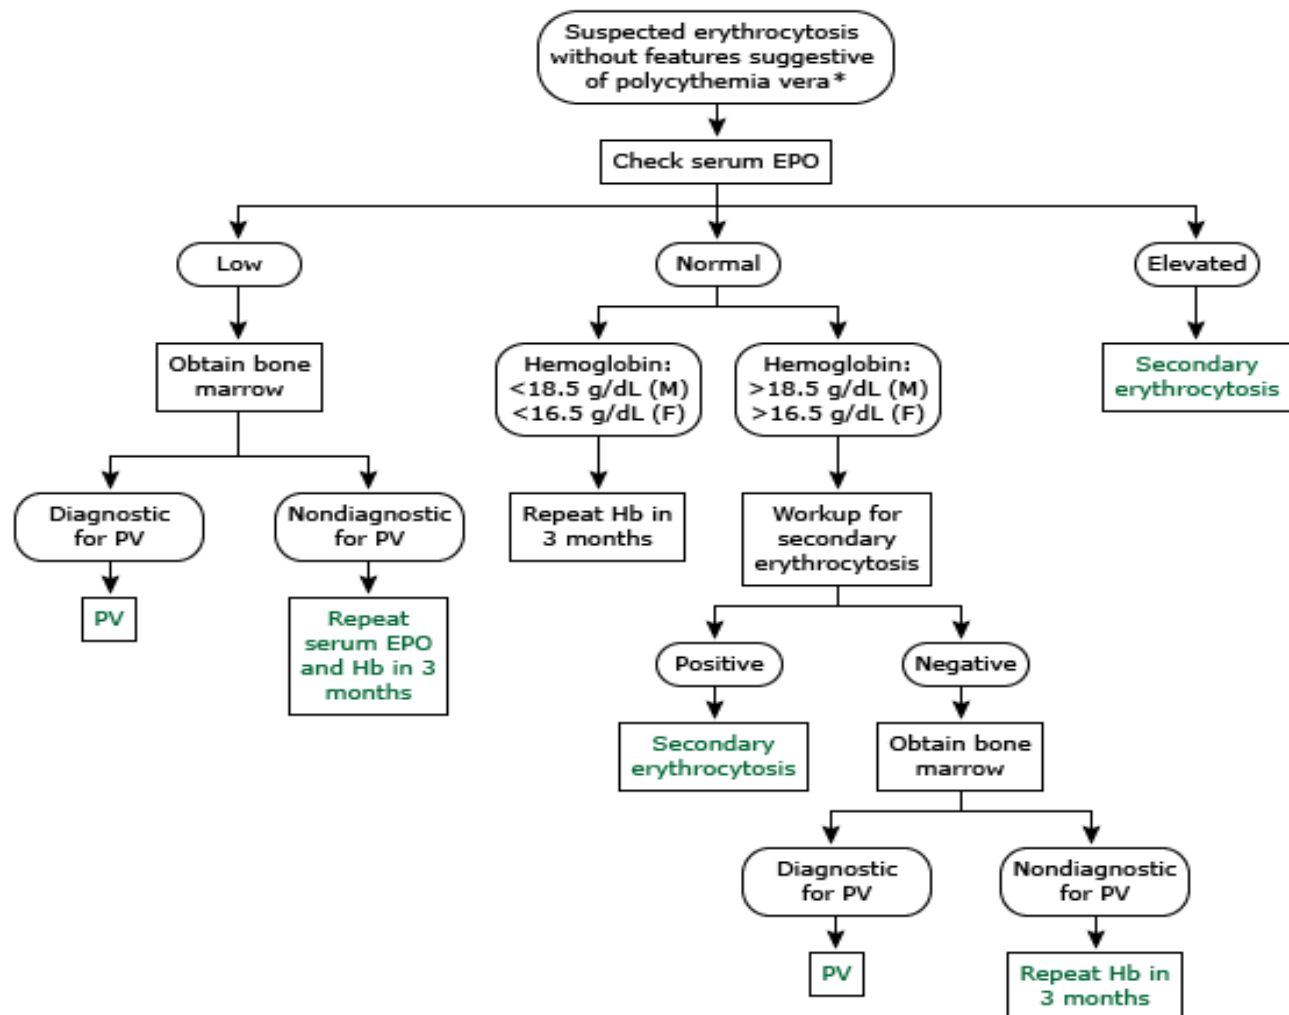 Suspected erythrocytosis
without features suggestive
of polycythemia vera*
Check serum EPO
Low
Normal
Elevated
Obtain bone
marrow
Hemoglobin:
<18.5 g/dL (M)
<16.5 g/dL (F)
Hemoglobin:
>18.5 g/dL (M)
>16.5 g/dL (F)
Secondary
erythrocytosis
Diagnostic
for PV
Nondiagnostic
for PV
Repeat Hb in
3 months
Workup for
secondary
erythrocytosis
PV
Repeat
serum EPO
and Hb in 3
months
Positive
Negative
Secondary
erythrocytosis
Obtain bone
marrow
Diagnostic
for PV
Nondiagnostic
for PV
PV
Repeat Hb in
3 months